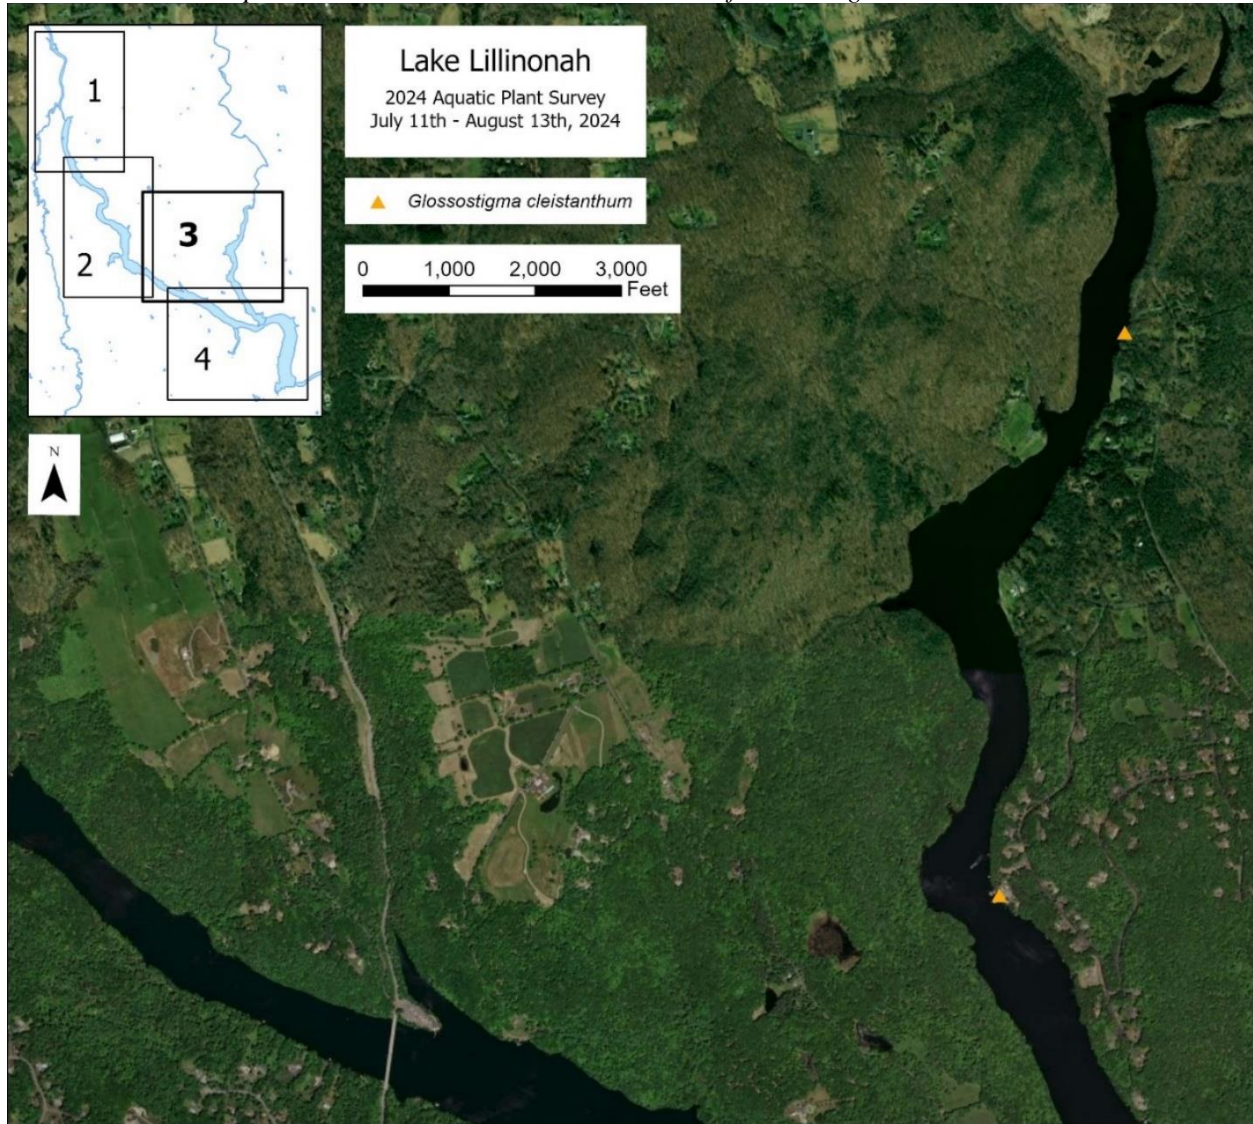 1
2
3
4
Lake Lillinonah
2024 Aquatic Plant Survey
July 11th - August 13th, 2024
Glossostigma cleistanthum
0 1,000 2,000 3,000
Feet
N